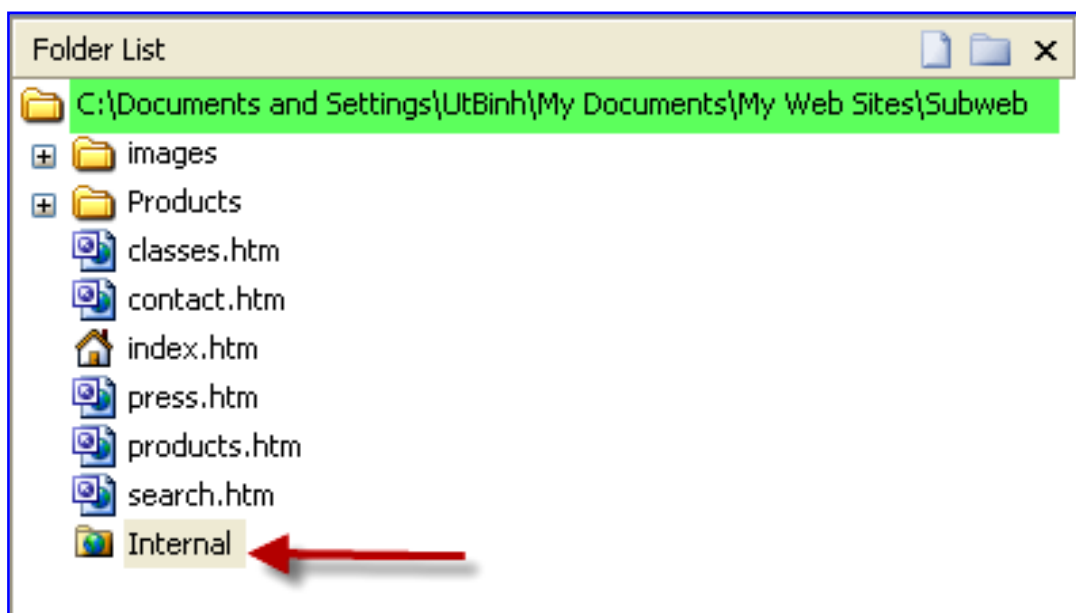 Folder List
C:\Documents and Settings\UtBinh\My Documents\My Web Sites\Subweb
images
Products
classes.htm
contact.htm
index.htm
press.htm
products.htm
search.htm
Internal